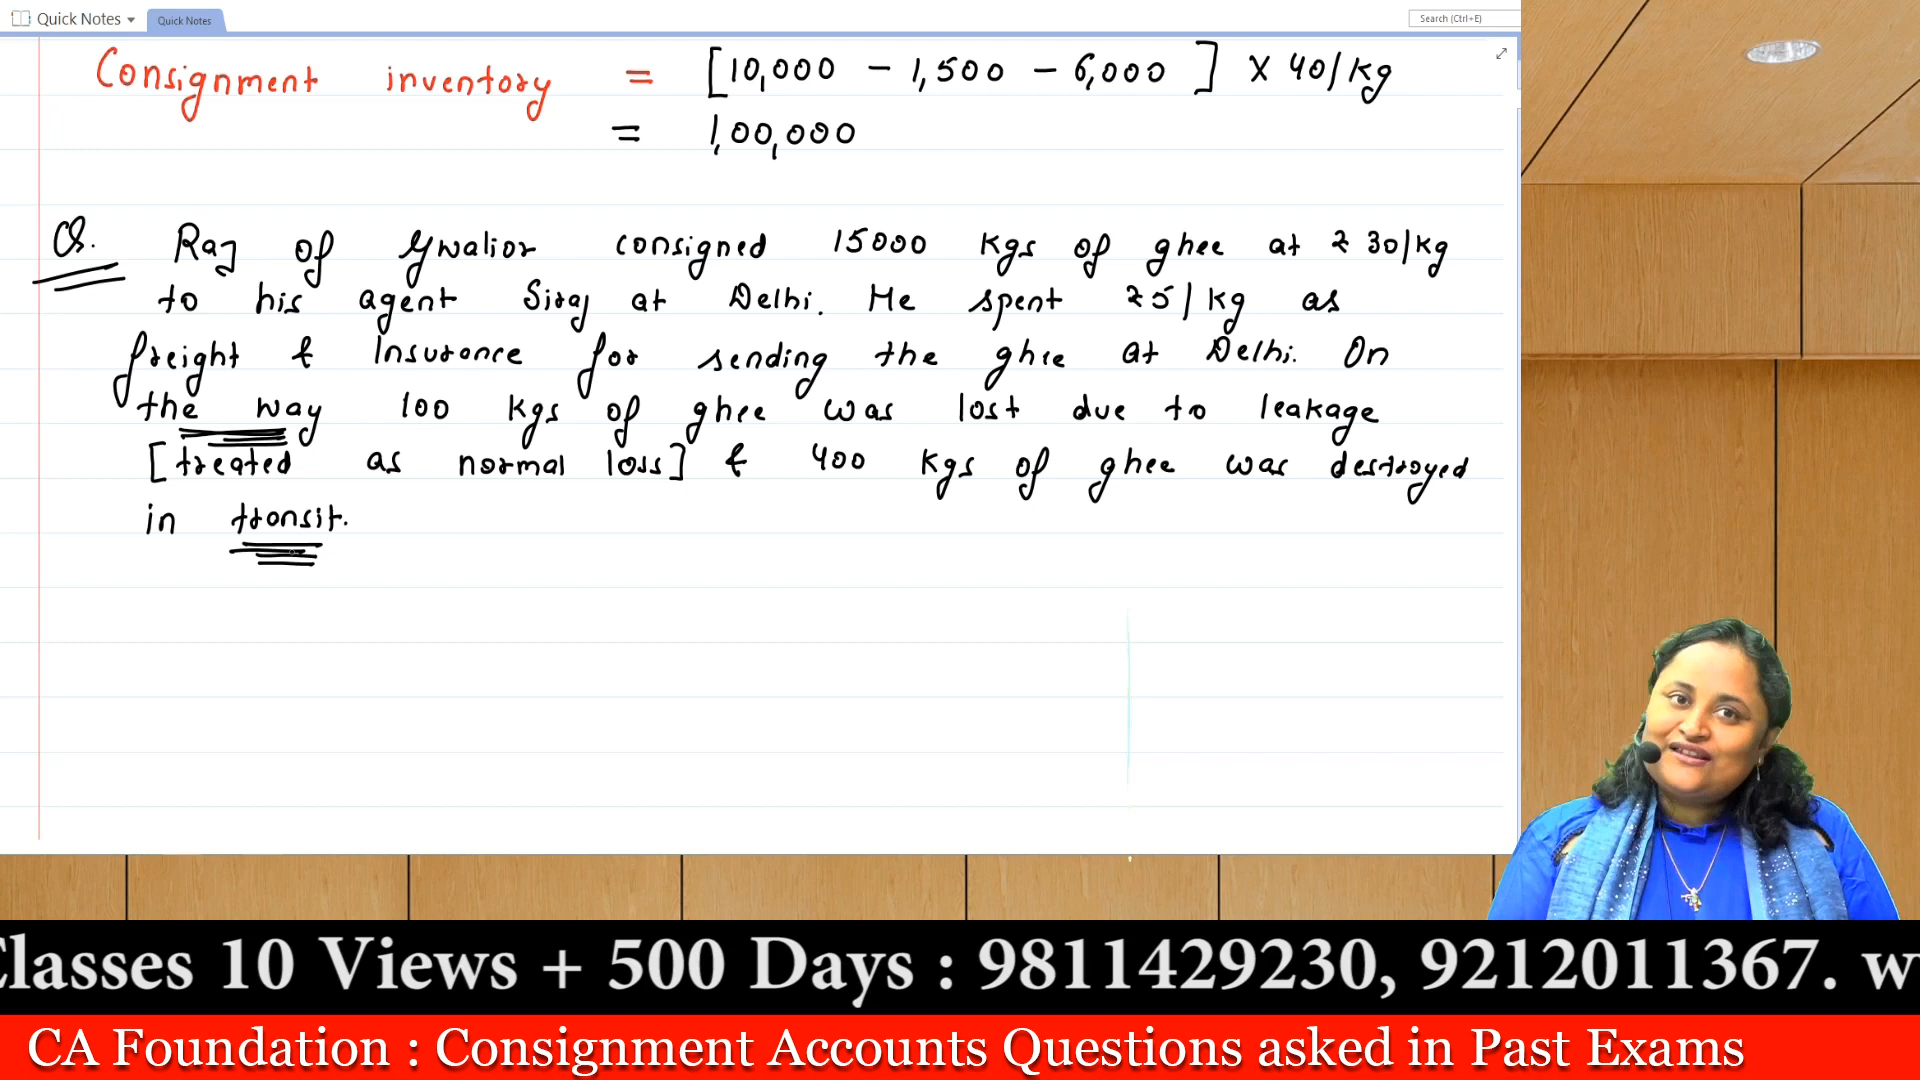 Quick Notes
Quick Notes
Search (Ctrl+E)
Consignment inventory = [10,000 - 1,500 - 6,000] X 40/kg
= 1,00,000
Q. Raj of Gwalior consigned 15000 kgs of ghee at ₹ 30/kg
to his agent Siraj at Delhi. He spent ₹5/kg as
freight & Insurance for sending the ghee at Delhi. On
the way 100 kgs of ghee was lost due to leakage
[treated as normal loss] & 400 kgs of ghee was destroyed
in transit.
Classes 10 Views + 500 Days : 9811429230, 9212011367. w
CA Foundation : Consignment Accounts Questions asked in Past Exams